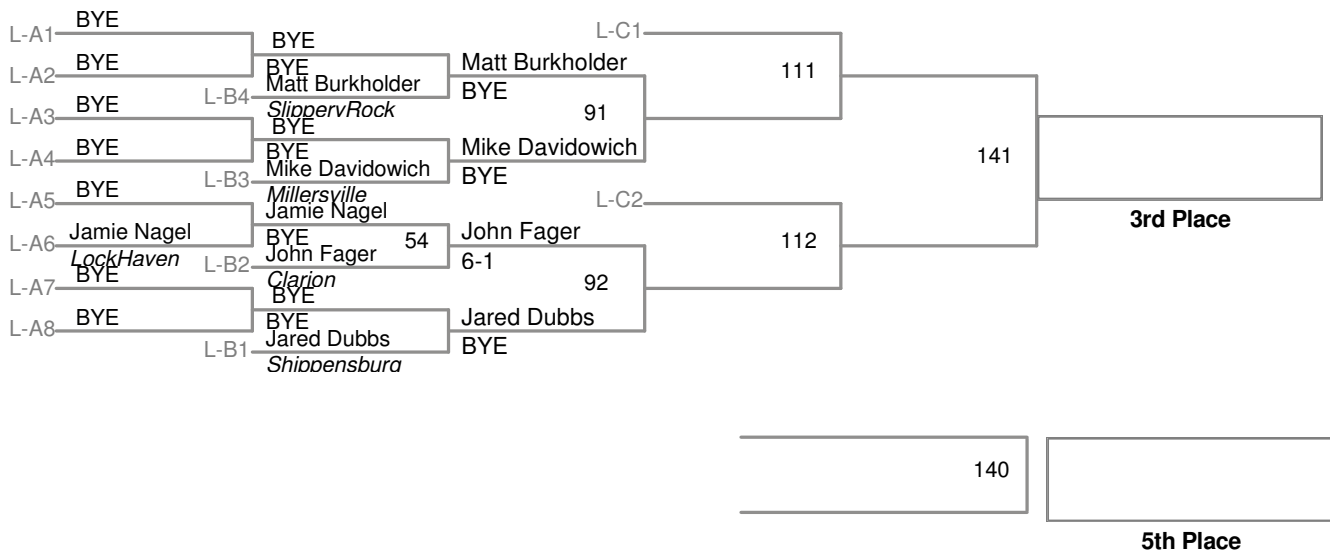 L-A1 BYE
BYE
L-A2 BYE
BYE
L-B4 Matt Burkholder
SlipperyRock
Matt Burkholder
BYE
L-A3 BYE
BYE
L-A4 BYE
BYE
L-B3 Mike Davidowich
Millersville
91
Mike Davidowich
BYE
L-A5 BYE
Jamie Nagel
L-A6 Jamie Nagel
LockHaven
BYE
54
L-B2 John Fager
Clarion
John Fager
6-1
L-A7 BYE
BYE
L-A8 BYE
BYE
L-B1 Jared Dubbs
Shippensburg
92
Jared Dubbs
BYE
L-C1
111
L-C2
112
141
3rd Place
140
5th Place